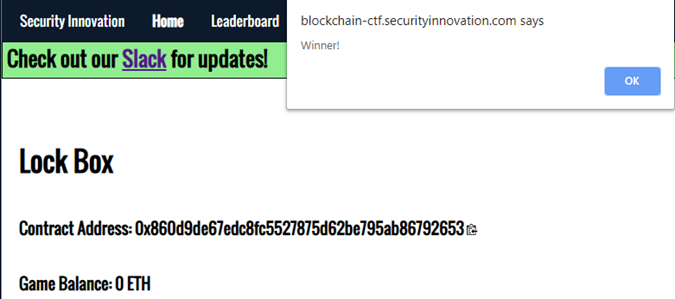 Security Innovation Home Leaderboard
blockchain-ctf.securityinnovation.com says
Winner!
OK
Check out our Slack for updates!
Lock Box
Contract Address: 0x860d9de67edc8fc5527875d62be795ab86792653
Game Balance: 0 ETH